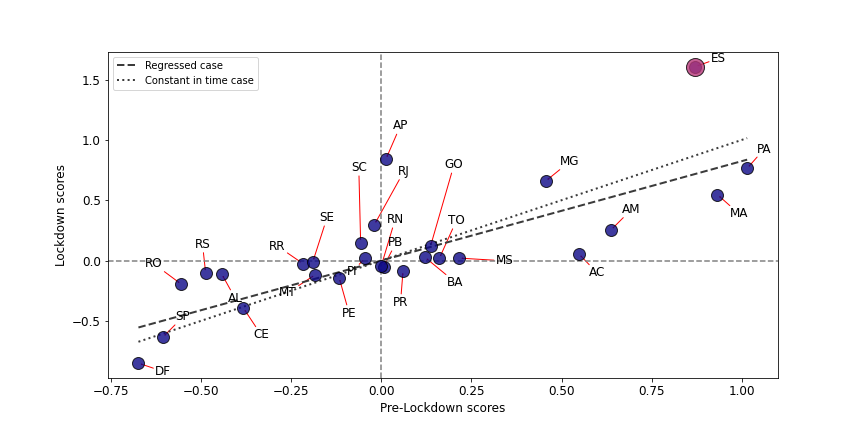 ES
1.5
Regressed case
Constant in time case
AP
1.0
PA
SC
RJ
GO
MG
0.5
SE
RN
TO
AM
MA
Lockdown scores
RS
RR
PB
RO
0.0
MS
PI
AC
AL
MT
BA
SP
PR
PE
−0.5
CE
DF
−0.75
−0.50
−0.25
0.00
0.25
0.50
0.75
1.00
Pre-Lockdown scores